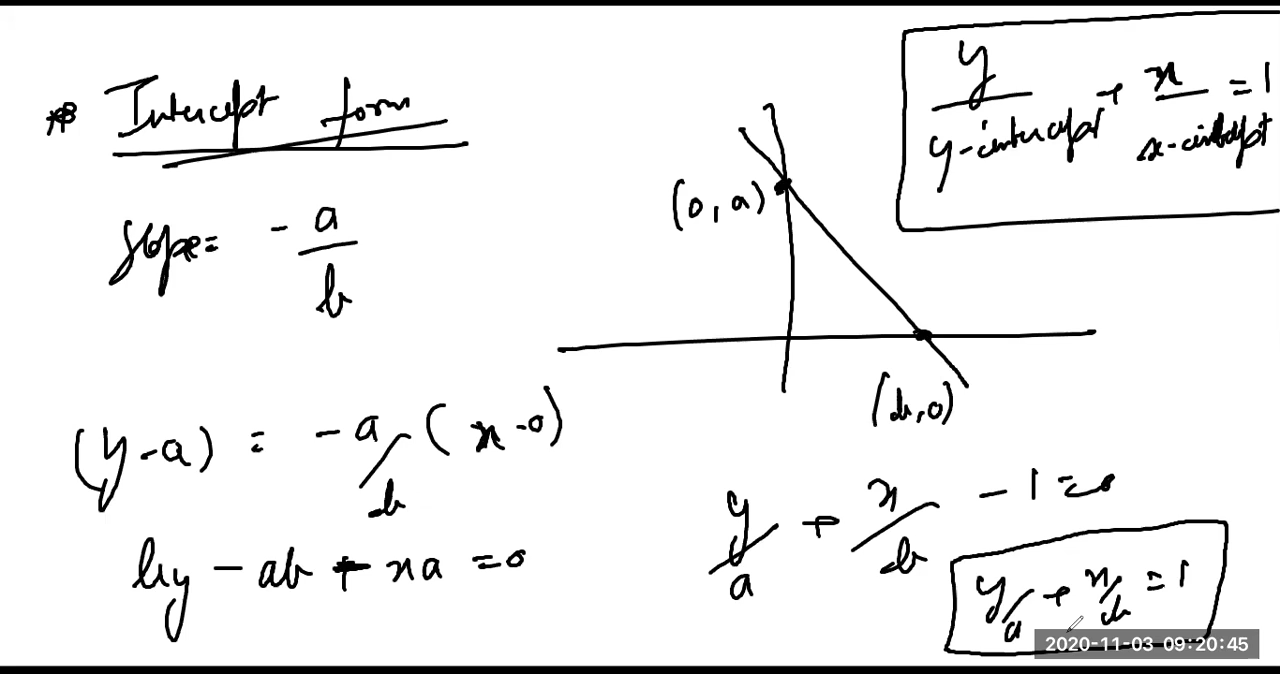 * Intercept form
slope = - a/b
(y-a) = -a/b (x-0)
by - ab + xa = 0
(0, a)
(b, 0)
y/y-intercept + x/x-intercept = 1
y/a + x/b - 1 = 0
y/a + x/b = 1
2020-11-03 09:20:45